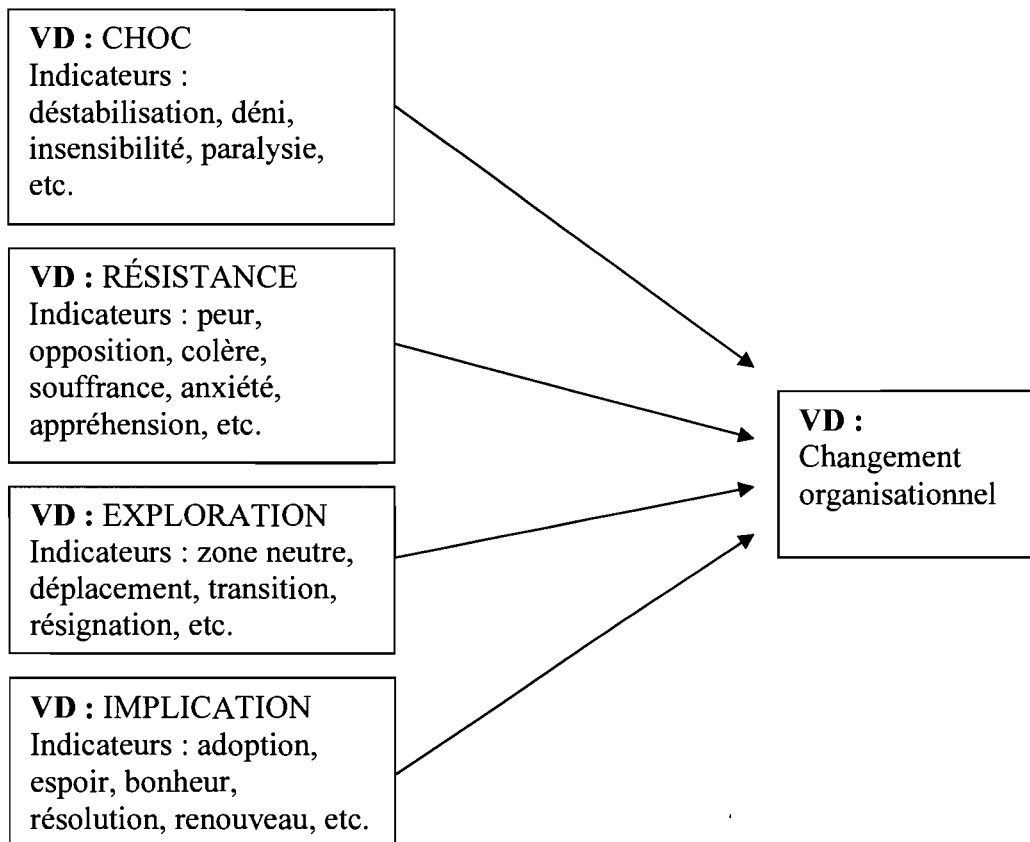 VD : CHOC
Indicateurs :
déstabilisation, déni,
insensibilité, paralysie,
etc.
VD : RÉSISTANCE
Indicateurs : peur,
opposition, colère,
souffrance, anxiété,
appréhension, etc.
VD : EXPLORATION
Indicateurs : zone neutre,
déplacement, transition,
résignation, etc.
VD : IMPLICATION
Indicateurs : adoption,
espoir, bonheur,
résolution, renouveau, etc.
VD :
Changement
organisationnel